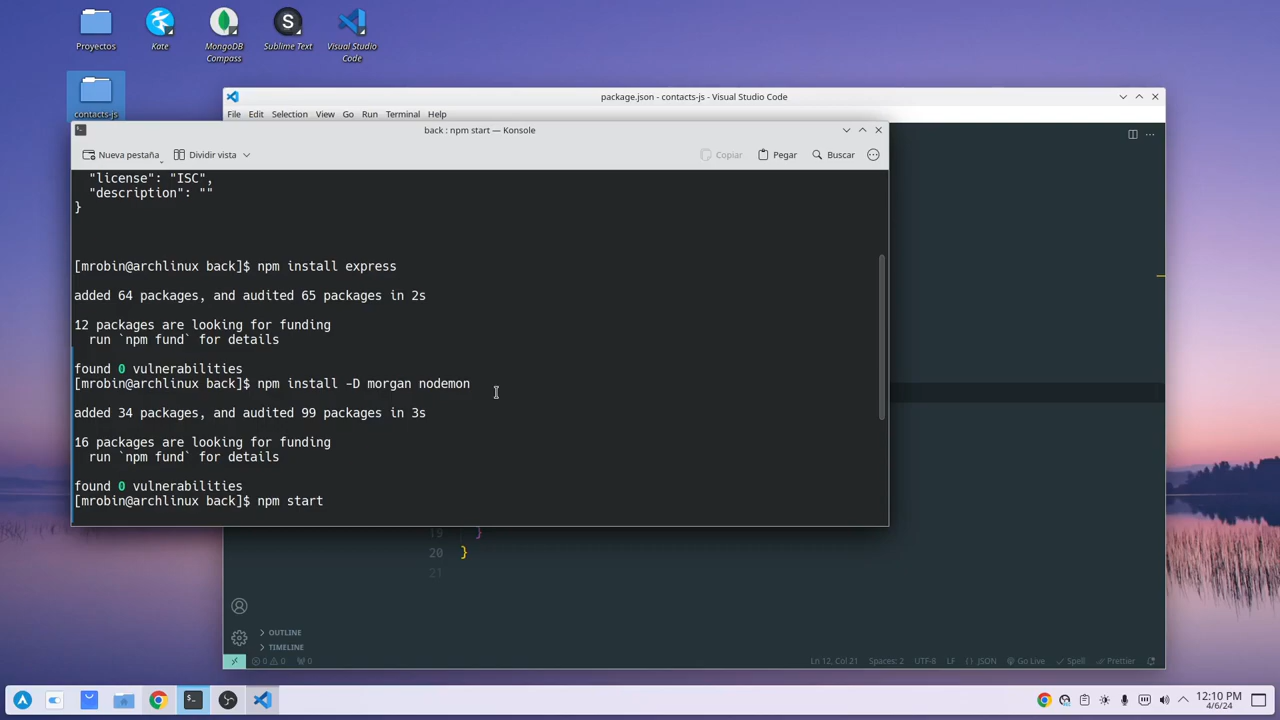 Proyectos
Kate
MongoDB
Compass
Sublime Text
Visual Studio
Code
contacts-js
package.json - contacts-js - Visual Studio Code
File Edit Selection View Go Run Terminal Help
back : npm start — Konsole
Nueva pestaña Dividir vista Copiar Pegar Buscar
"license": "ISC",
"description": ""
}
[mrobin@archlinux back]$ npm install express
added 64 packages, and audited 65 packages in 2s
12 packages are looking for funding
run `npm fund` for details
found 0 vulnerabilities
[mrobin@archlinux back]$ npm install -D morgan nodemon
added 34 packages, and audited 99 packages in 3s
16 packages are looking for funding
run `npm fund` for details
found 0 vulnerabilities
[mrobin@archlinux back]$ npm start
19 }
20 }
21
OUTLINE
TIMELINE
0 0 0 Ln 12, Col 21 Spaces: 2 UTF-8 LF {} JSON Go Live Spell Prettier
12:10 PM
4/6/24